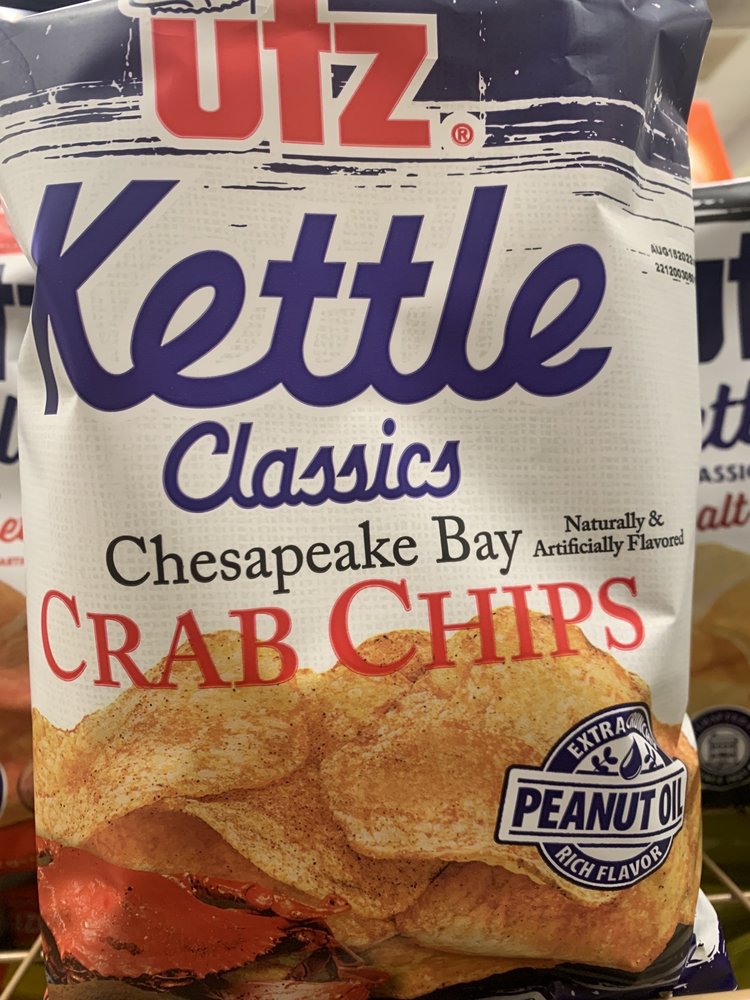 utz®
Kettle
Classics
Chesapeake Bay
Naturally &
Artificially Flavored
CRAB CHIPS
EXTRA
PEANUT OIL
RICH FLAVOR